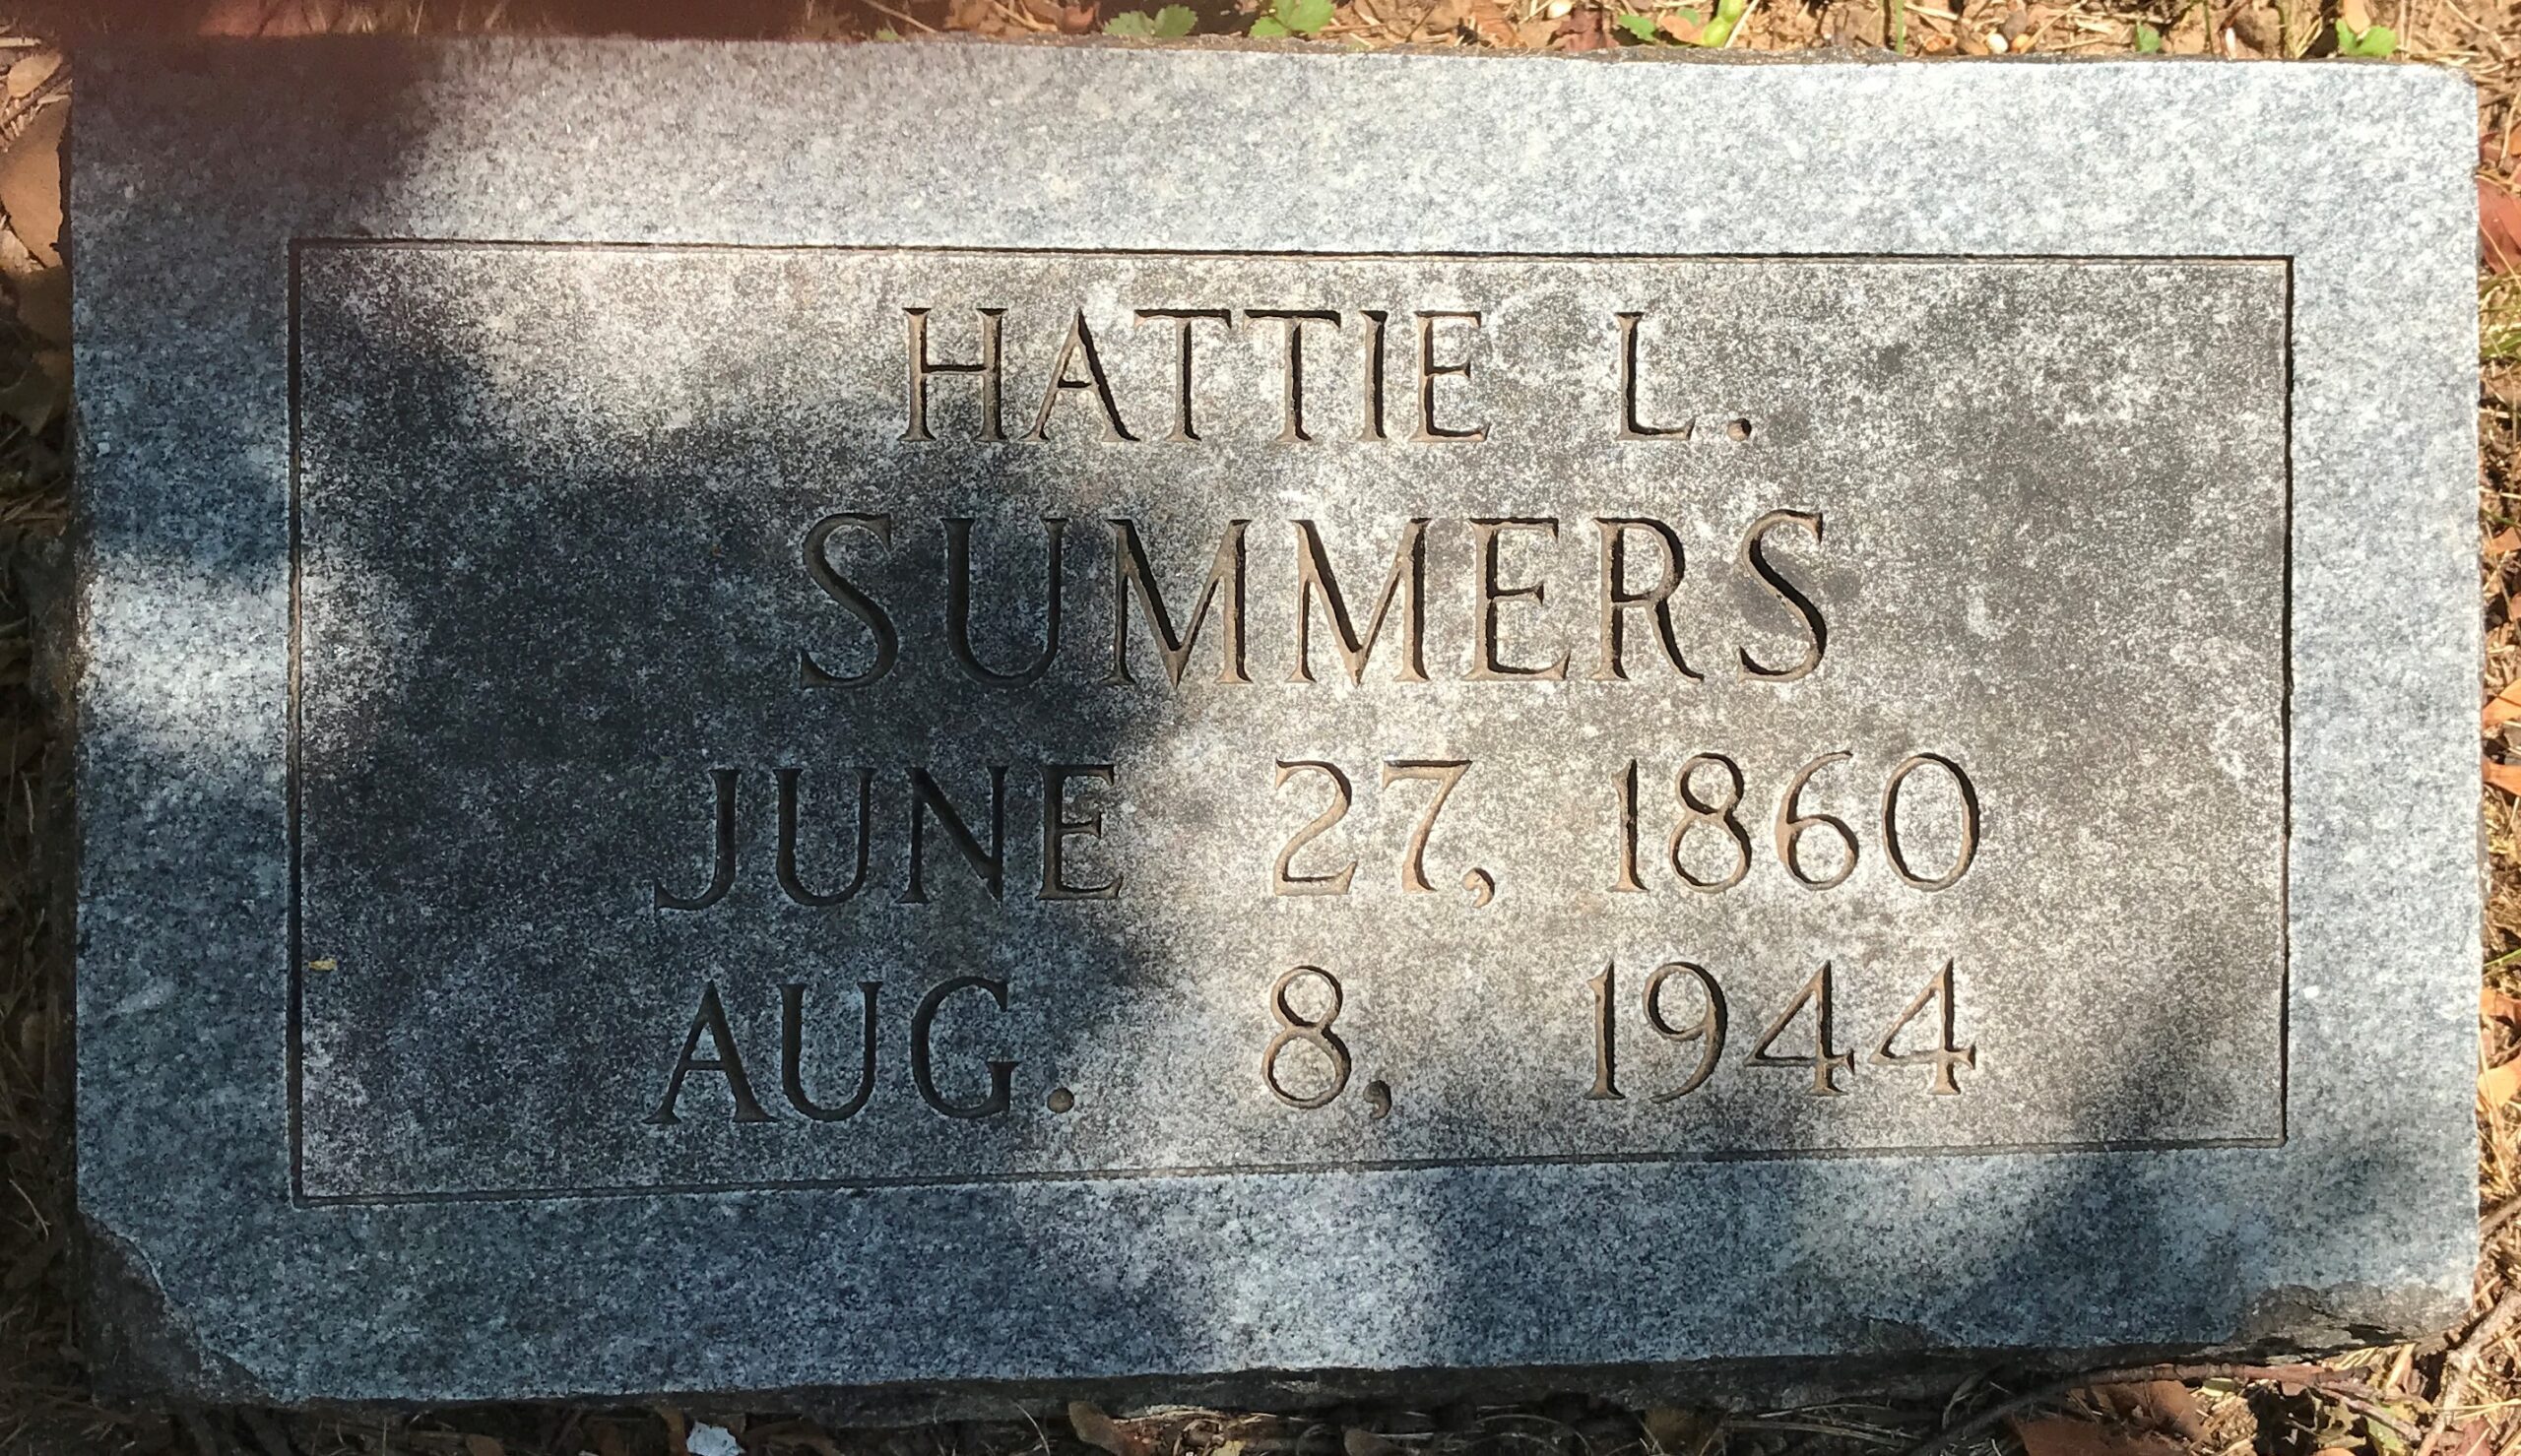 HATTIE L.
SUMMERS
JUNE 27, 1860
AUG. 8, 1944